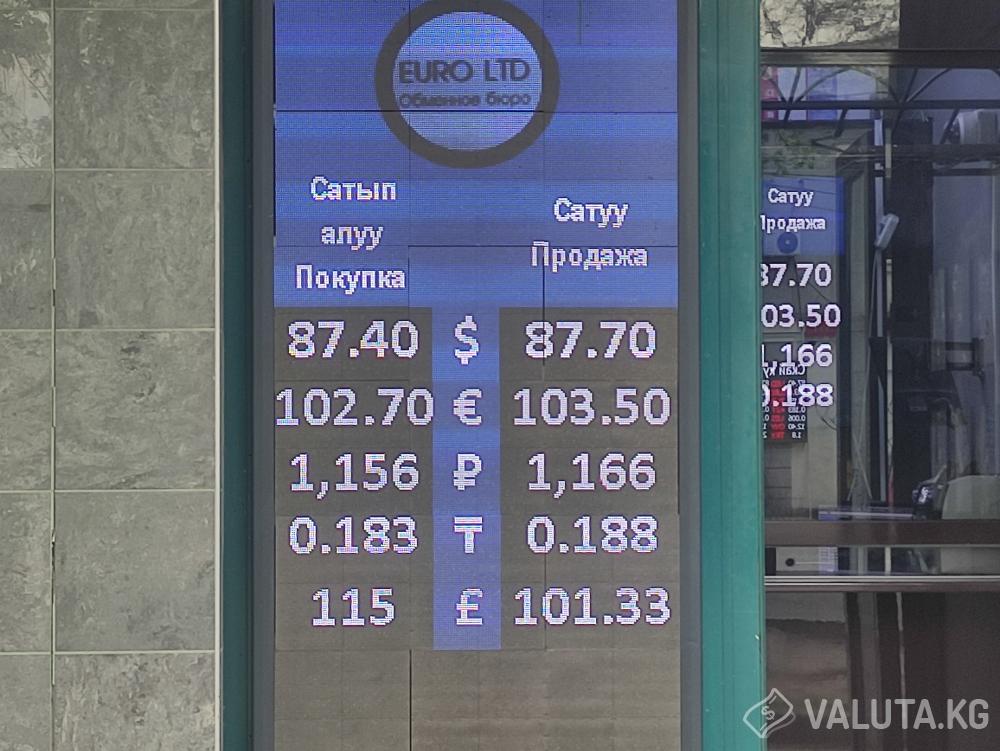 EURO LTD
Обменное бюро
Сатып
алуу
Покупка
Сатуу
Продажа
87.40 $ 87.70
102.70 € 103.50
1,156 ₽ 1,166
0.183 ₸ 0.188
115 £ 101.33
Сатуу
Продажа
87.70
03.50
1,166
0.188
VALUTA.KG